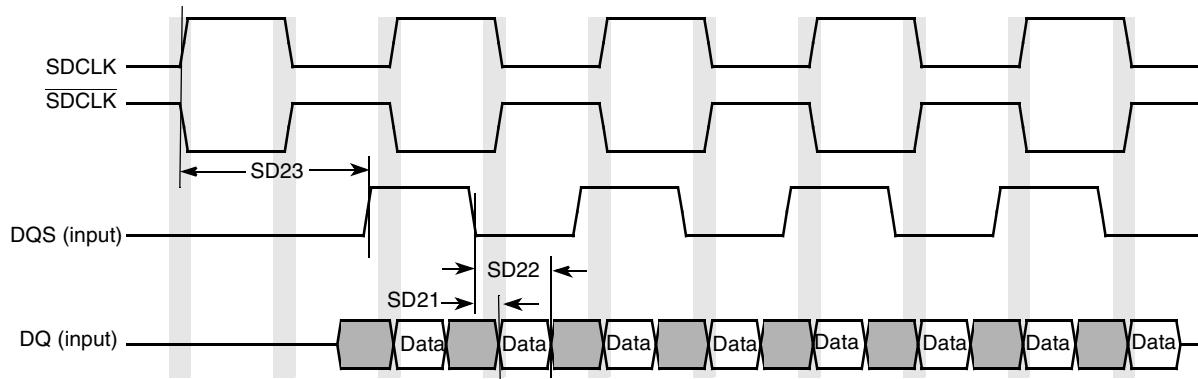 SDCLK
SDCLK
SD23
DQS (input)
SD22
SD21
DQ (input)
Data Data Data Data Data Data Data Data